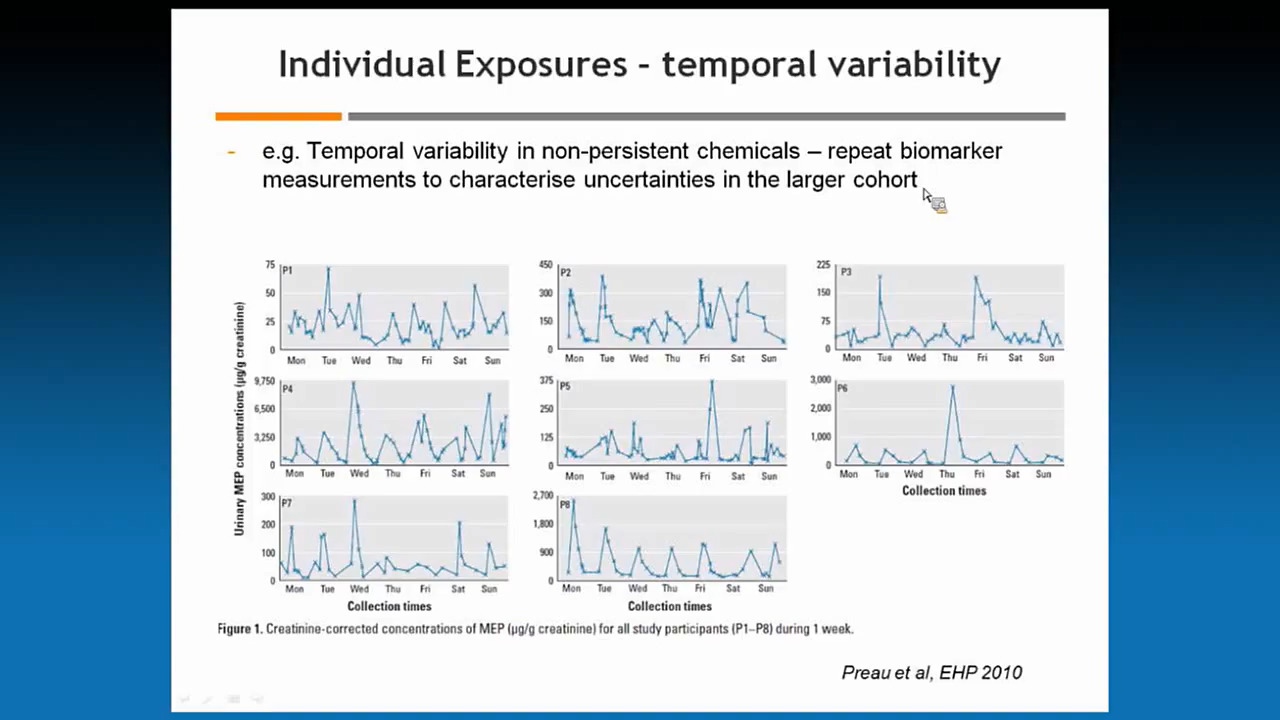 Individual Exposures – temporal variability
- e.g. Temporal variability in non-persistent chemicals – repeat biomarker
measurements to characterise uncertainties in the larger cohort
Urinary MEP concentrations (µg/g creatinine)
P1
75
50
25
0
Mon Tue Wed Thu Fri Sat Sun
P2
450
300
150
0
Mon Tue Wed Thu Fri Sat Sun
P3
225
150
75
0
Mon Tue Wed Thu Fri Sat Sun
P4
9,750
6,500
3,250
0
Mon Tue Wed Thu Fri Sat Sun
P5
375
250
125
0
Mon Tue Wed Thu Fri Sat Sun
P6
3,000
2,000
1,000
0
Mon Tue Wed Thu Fri Sat Sun
Collection times
P7
300
200
100
0
Mon Tue Wed Thu Fri Sat Sun
Collection times
P8
2,700
1,800
900
0
Mon Tue Wed Thu Fri Sat Sun
Collection times
Figure 1. Creatinine-corrected concentrations of MEP (µg/g creatinine) for all study participants (P1–P8) during 1 week.
Preau et al, EHP 2010